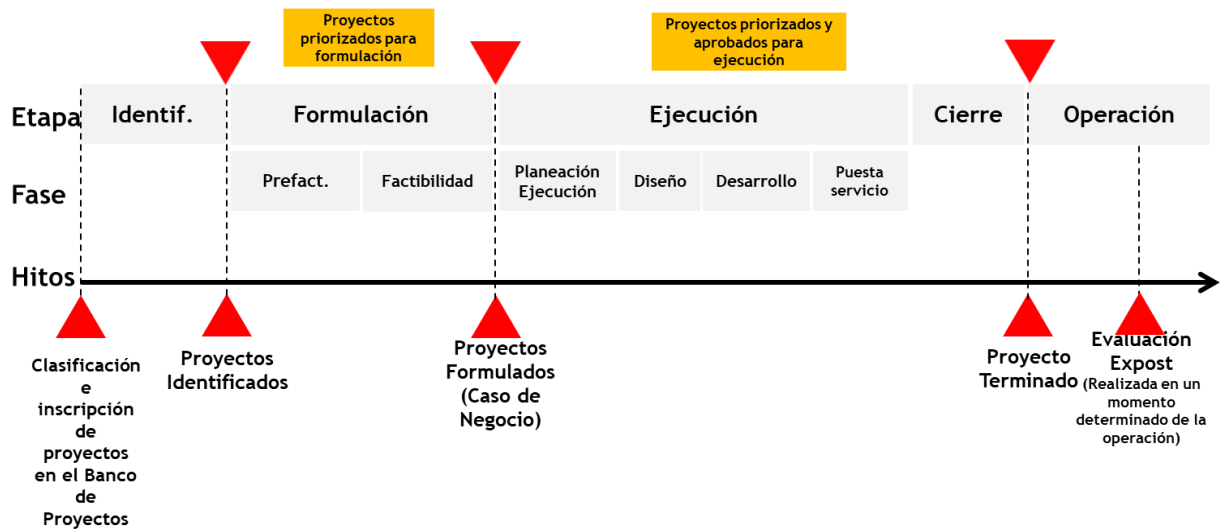 Proyectos
priorizados para
formulación
Proyectos priorizados y
aprobados para
ejecución
Etapa
Identif.
Formulación
Ejecución
Cierre
Operación
Fase
Prefact.
Factibilidad
Planeación
Ejecución
Diseño
Desarrollo
Puesta
servicio
Hitos
Clasificación
e
inscripción
de
proyectos
en el Banco
de
Proyectos
Proyectos
Identificados
Proyectos
Formulados
(Caso de
Negocio)
Proyecto
Terminado
Evaluación
Expost
(Realizada en un
momento
determinado de la
operación)